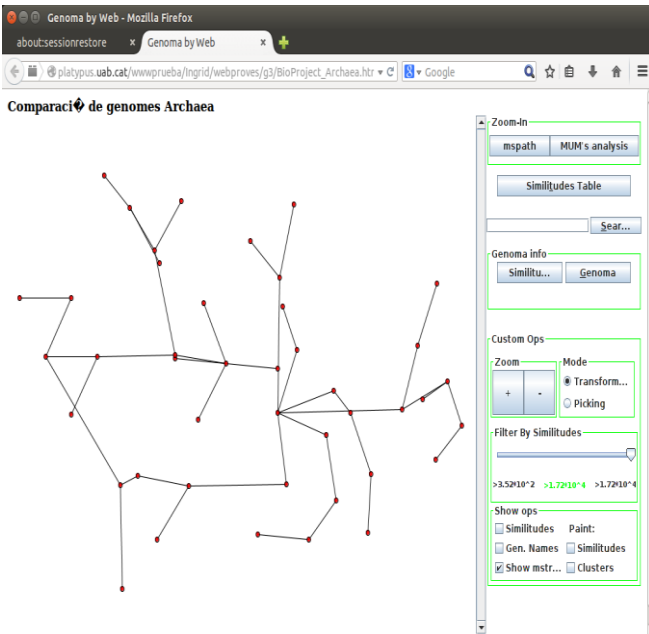 Genoma by Web - Mozilla Firefox
about:sessionrestore x Genoma by Web x
platypus.uab.cat/wwwprueba/Ingrid/webproves/g3/BioProject_Archaea.htr Google
Comparaci� de genomes Archaea
Zoom-In
mspath MUM's analysis
Similitudes Table
Sear...
Genoma info
Similitu... Genoma
Custom Ops
Zoom Mode
+ - Transform...
Picking
Filter By Similitudes
>3.52*10^2 >1.72*10^4 >1.72*10^4
Show ops
Similitudes Paint:
Gen. Names Similitudes
Show mstr... Clusters